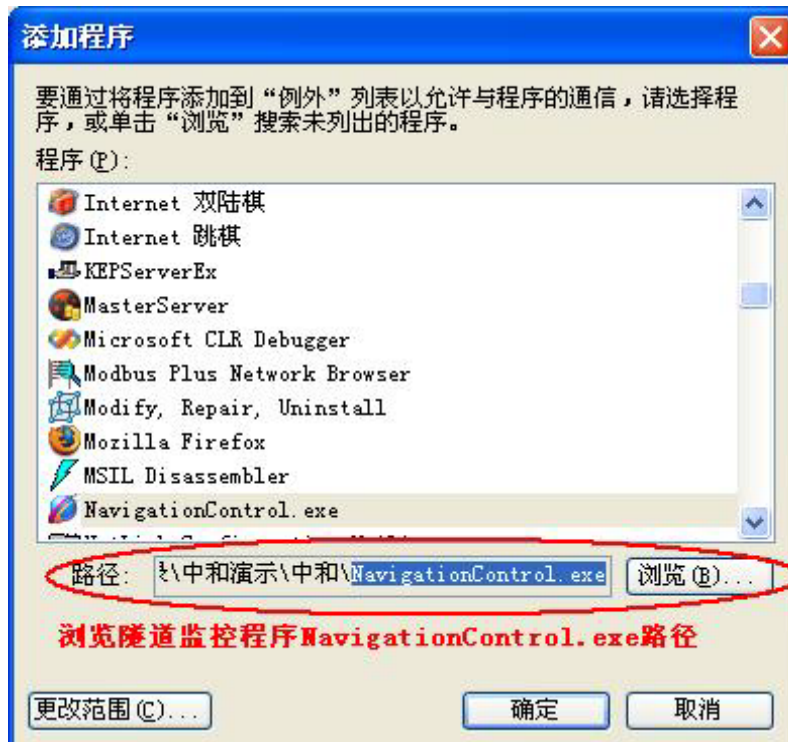 添加程序
要通过将程序添加到“例外”列表以允许与程序的通信，请选择程
序，或单击“浏览”搜索未列出的程序。
程序(P):
Internet 双陆棋
Internet 跳棋
KEPServerEx
MasterServer
Microsoft CLR Debugger
Modbus Plus Network Browser
Modify, Repair, Uninstall
Mozilla Firefox
MSIL Disassembler
NavigationControl.exe
路径: \中和演示\中和\NavigationControl.exe 浏览(B)...
浏览隧道监控程序NavigationControl.exe路径
更改范围(C)... 确定 取消